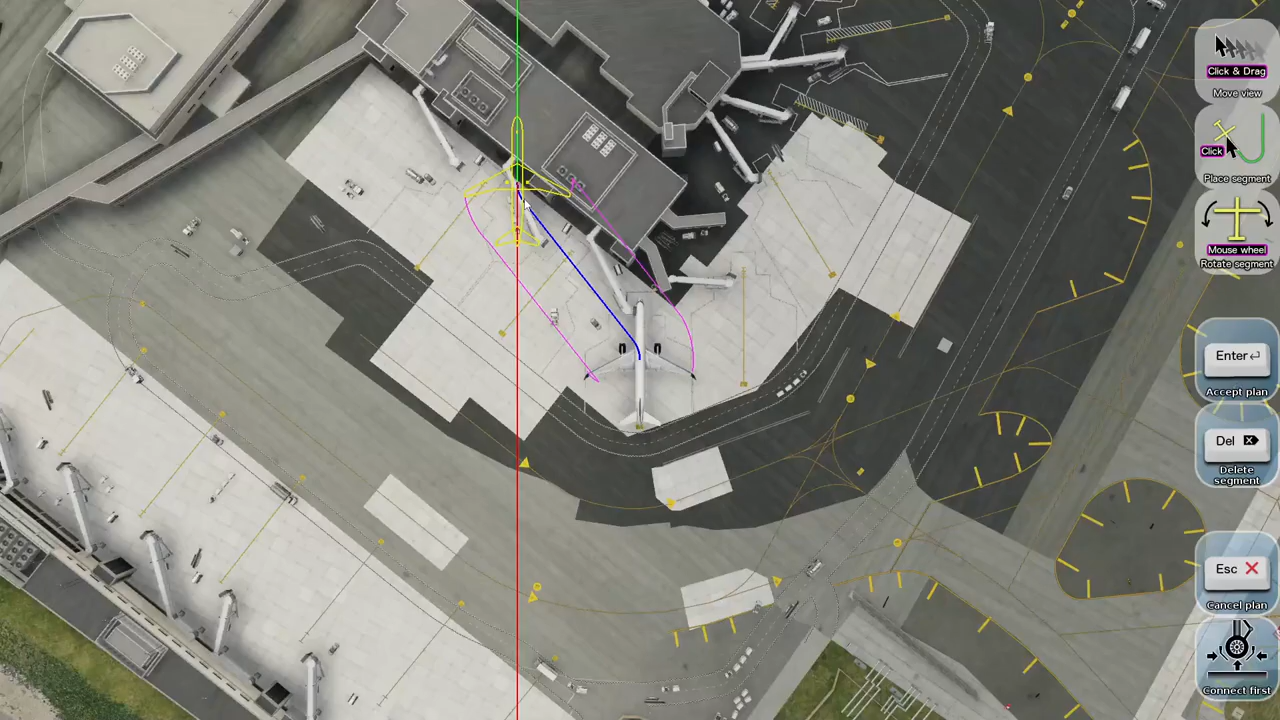 Click & Drag
Move view
Click
Place segment
Mouse wheel
Rotate segment
Enter
Accept plan
Del
Delete
segment
Esc
Cancel plan
Connect first